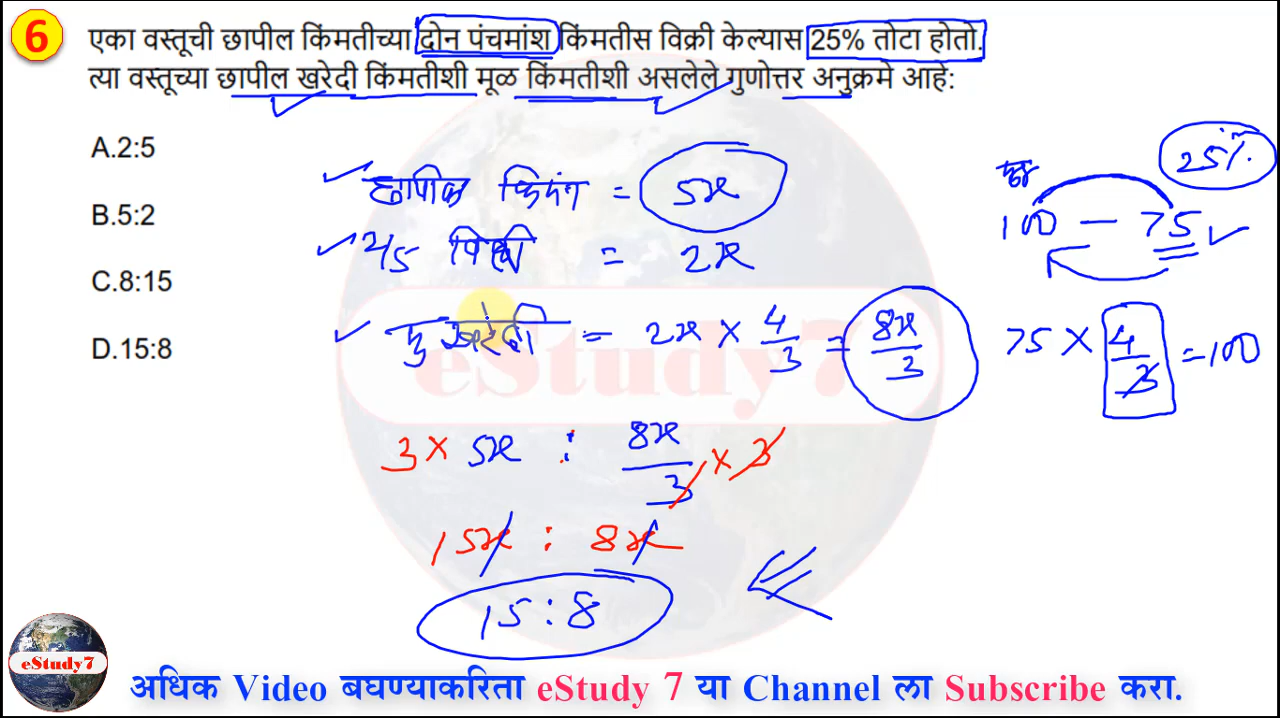 6
एका वस्तूची छापील किंमतीच्या दोन पंचमांश किंमतीस विक्री केल्यास 25% तोटा होतो.
त्या वस्तूच्या छापील खरेदी किंमतीशी मूळ किंमतीशी असलेले गुणोत्तर अनुक्रमे आहे:
A.2:5
B.5:2
C.8:15
D.15:8
25%
100 — 75
छापील किंमत = 5x
2/5 विक्री = 2x
मु खरेदी = 2x × 4/3 = 8x/3
75 × 4/3 = 100
3 × 5x : 8x/3 × 3
15x : 8x
15:8
eStudy7
eStudy7
अधिक Video बघण्याकरिता eStudy 7 या Channel ला Subscribe करा.